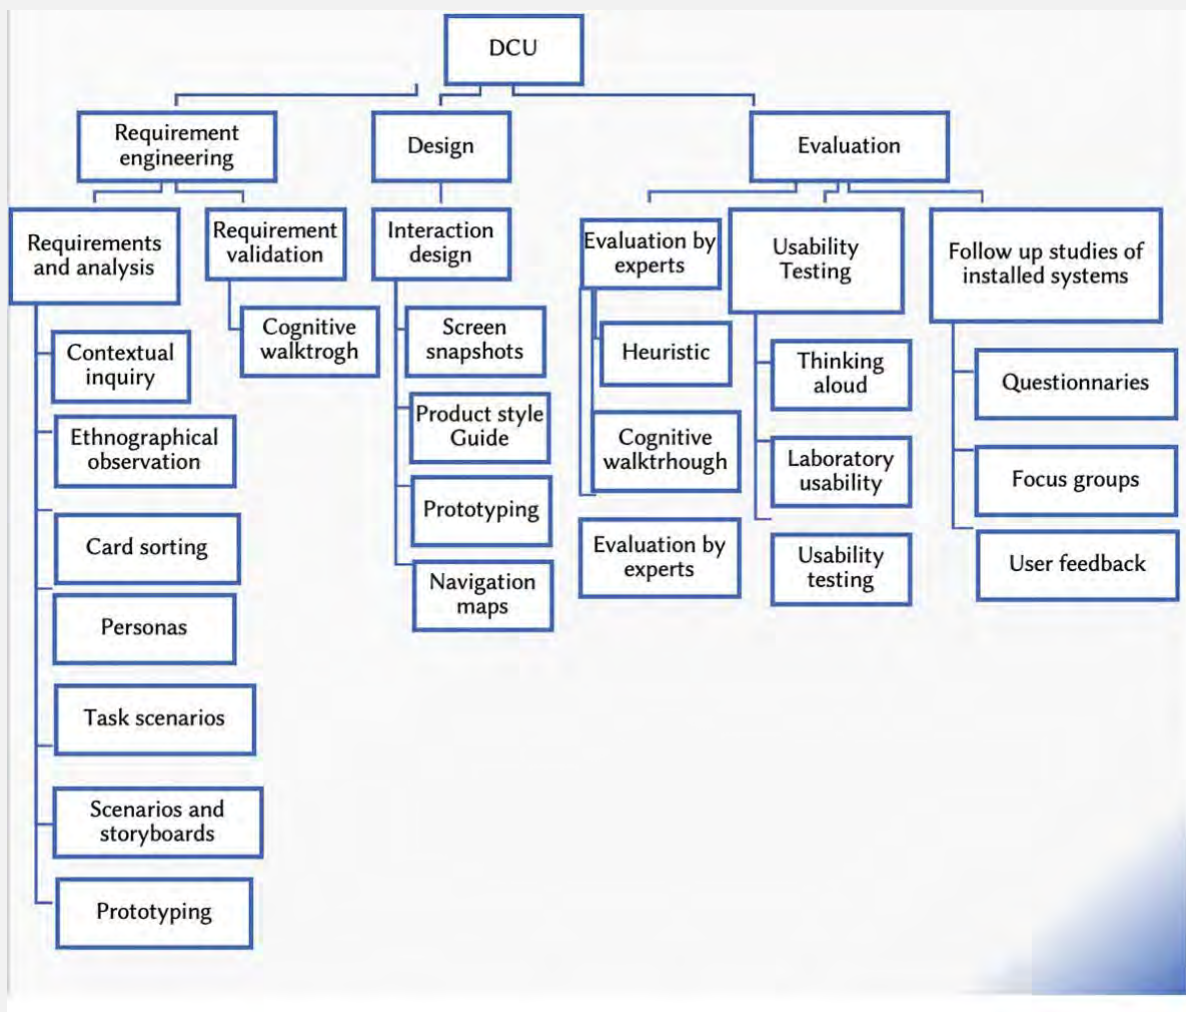 DCU
Requirement
engineering
Design
Evaluation
Requirements
and analysis
Requirement
validation
Interaction
design
Evaluation by
experts
Usability
Testing
Follow up studies of
installed systems
Contextual
inquiry
Ethnographical
observation
Card sorting
Personas
Task scenarios
Scenarios and
storyboards
Prototyping
Cognitive
walktrogh
Screen
snapshots
Product style
Guide
Prototyping
Navigation
maps
Heuristic
Cognitive
walktrhough
Evaluation by
experts
Thinking
aloud
Laboratory
usability
Usability
testing
Questionnaries
Focus groups
User feedback